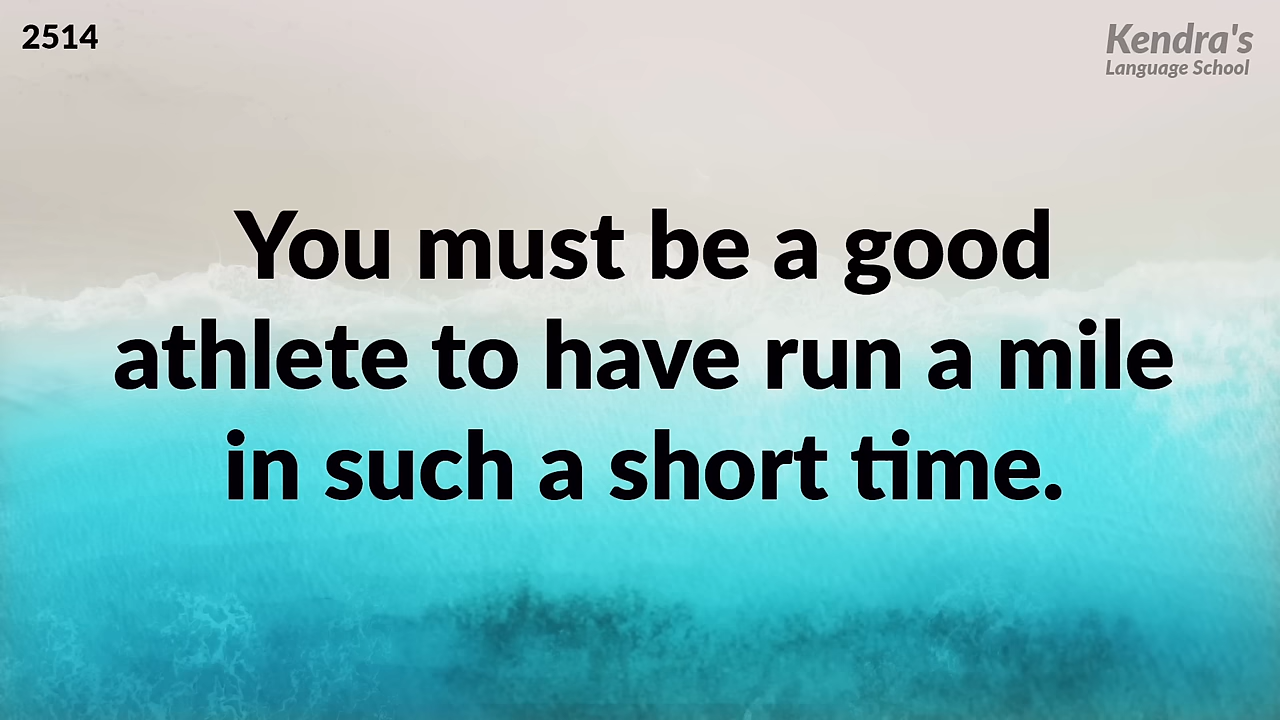 2514
Kendra's
Language School
You must be a good
athlete to have run a mile
in such a short time.